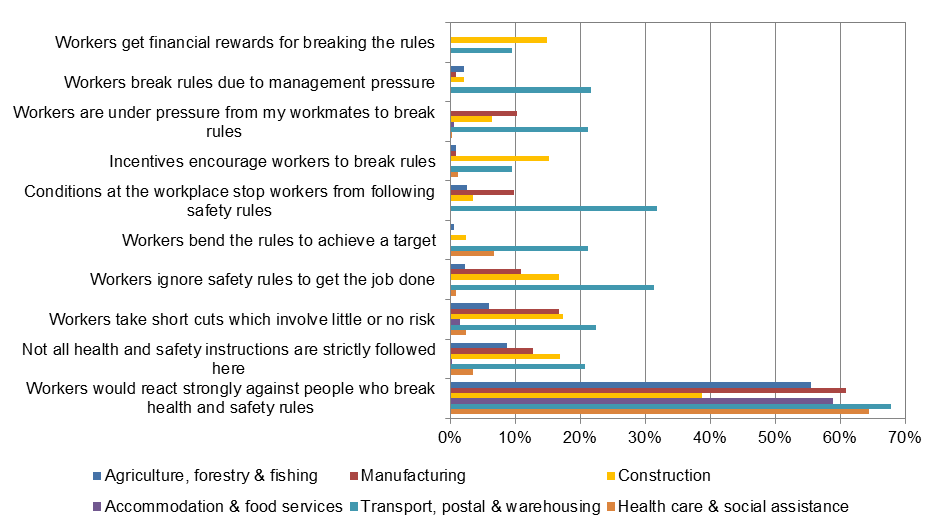 Workers get financial rewards for breaking the rules
Workers break rules due to management pressure
Workers are under pressure from my workmates to break
rules
Incentives encourage workers to break rules
Conditions at the workplace stop workers from following
safety rules
Workers bend the rules to achieve a target
Workers ignore safety rules to get the job done
Workers take short cuts which involve little or no risk
Not all health and safety instructions are strictly followed
here
Workers would react strongly against people who break
health and safety rules
0% 10% 20% 30% 40% 50% 60% 70%
Agriculture, forestry & fishing Manufacturing Construction
Accommodation & food services Transport, postal & warehousing Health care & social assistance